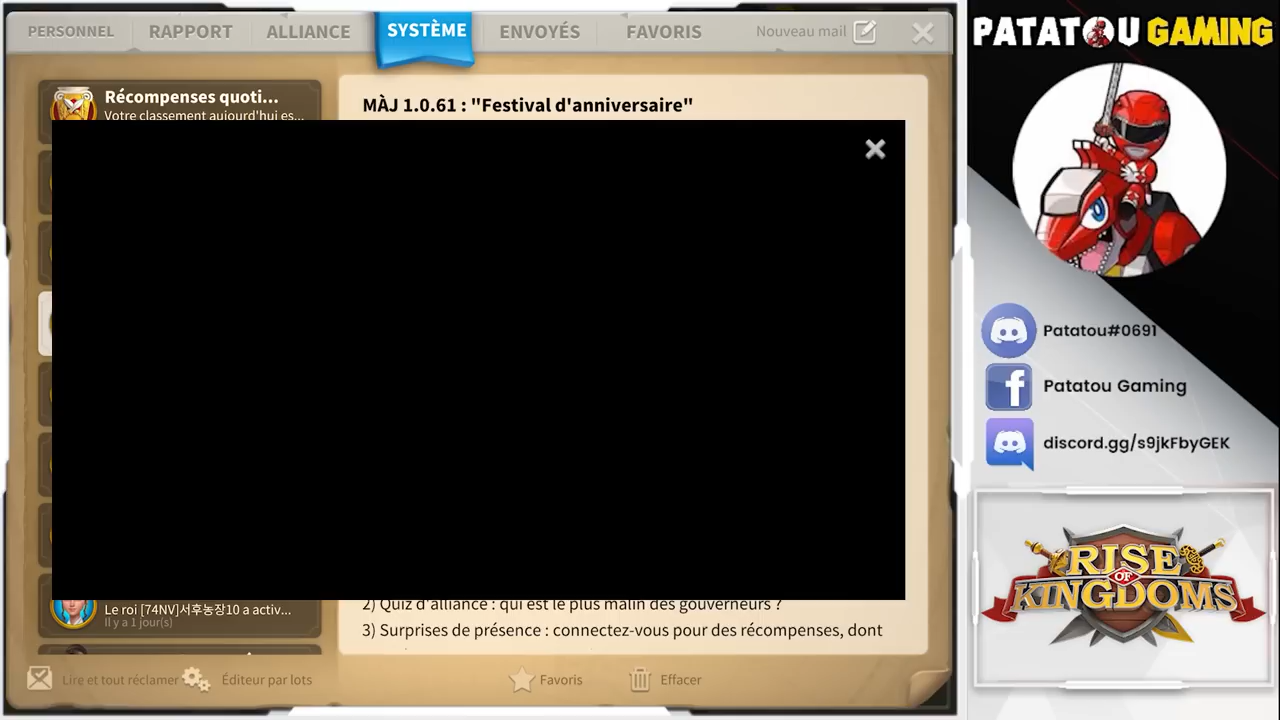 PERSONNEL
RAPPORT
ALLIANCE
SYSTÈME
ENVOYÉS
FAVORIS
Nouveau mail
PATATOU GAMING
Récompenses quoti...
Votre classement aujourd'hui es...
MÀJ 1.0.61 : "Festival d'anniversaire"
Patatou#0691
Patatou Gaming
discord.gg/s9jkFbyGEK
RISE OF KINGDOMS
Le roi [74NV]서후농장10 a activ...
Il y a 1 jour(s)
2) Quiz d'alliance : qui est le plus malin des gouverneurs ?
3) Surprises de présence : connectez-vous pour des récompenses, dont
Lire et tout réclamer
Éditeur par lots
Favoris
Effacer